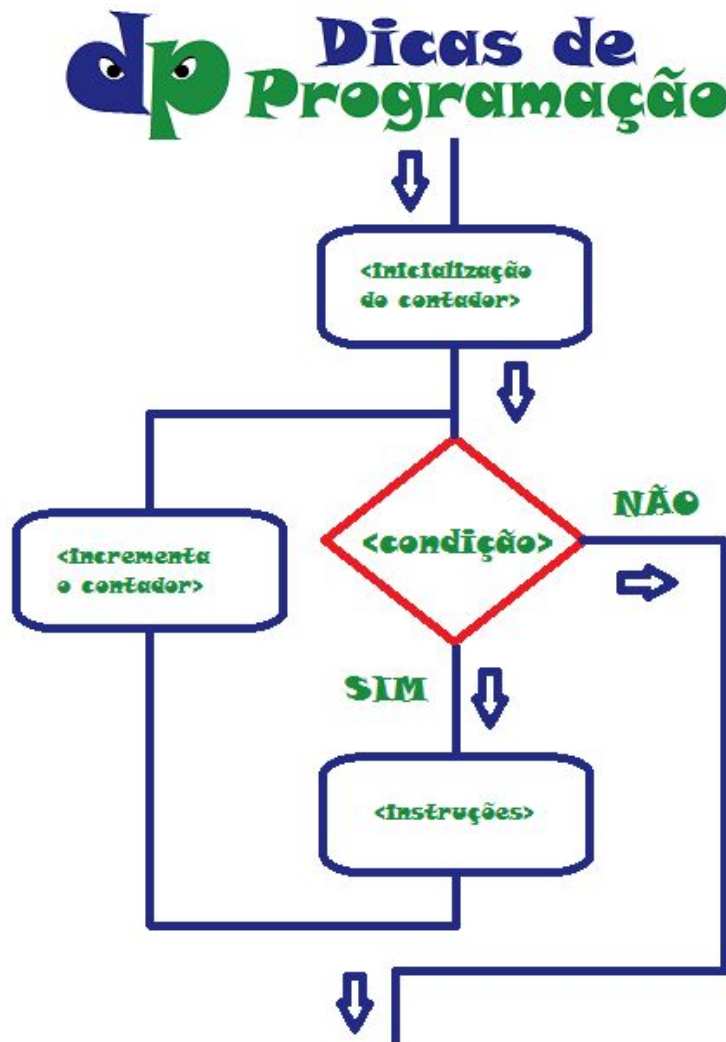 dp
Dicas de
Programação
<Inicialização
do contador>
<condição>
NÃO
<Incrementa
o contador>
SIM
<Instruções>